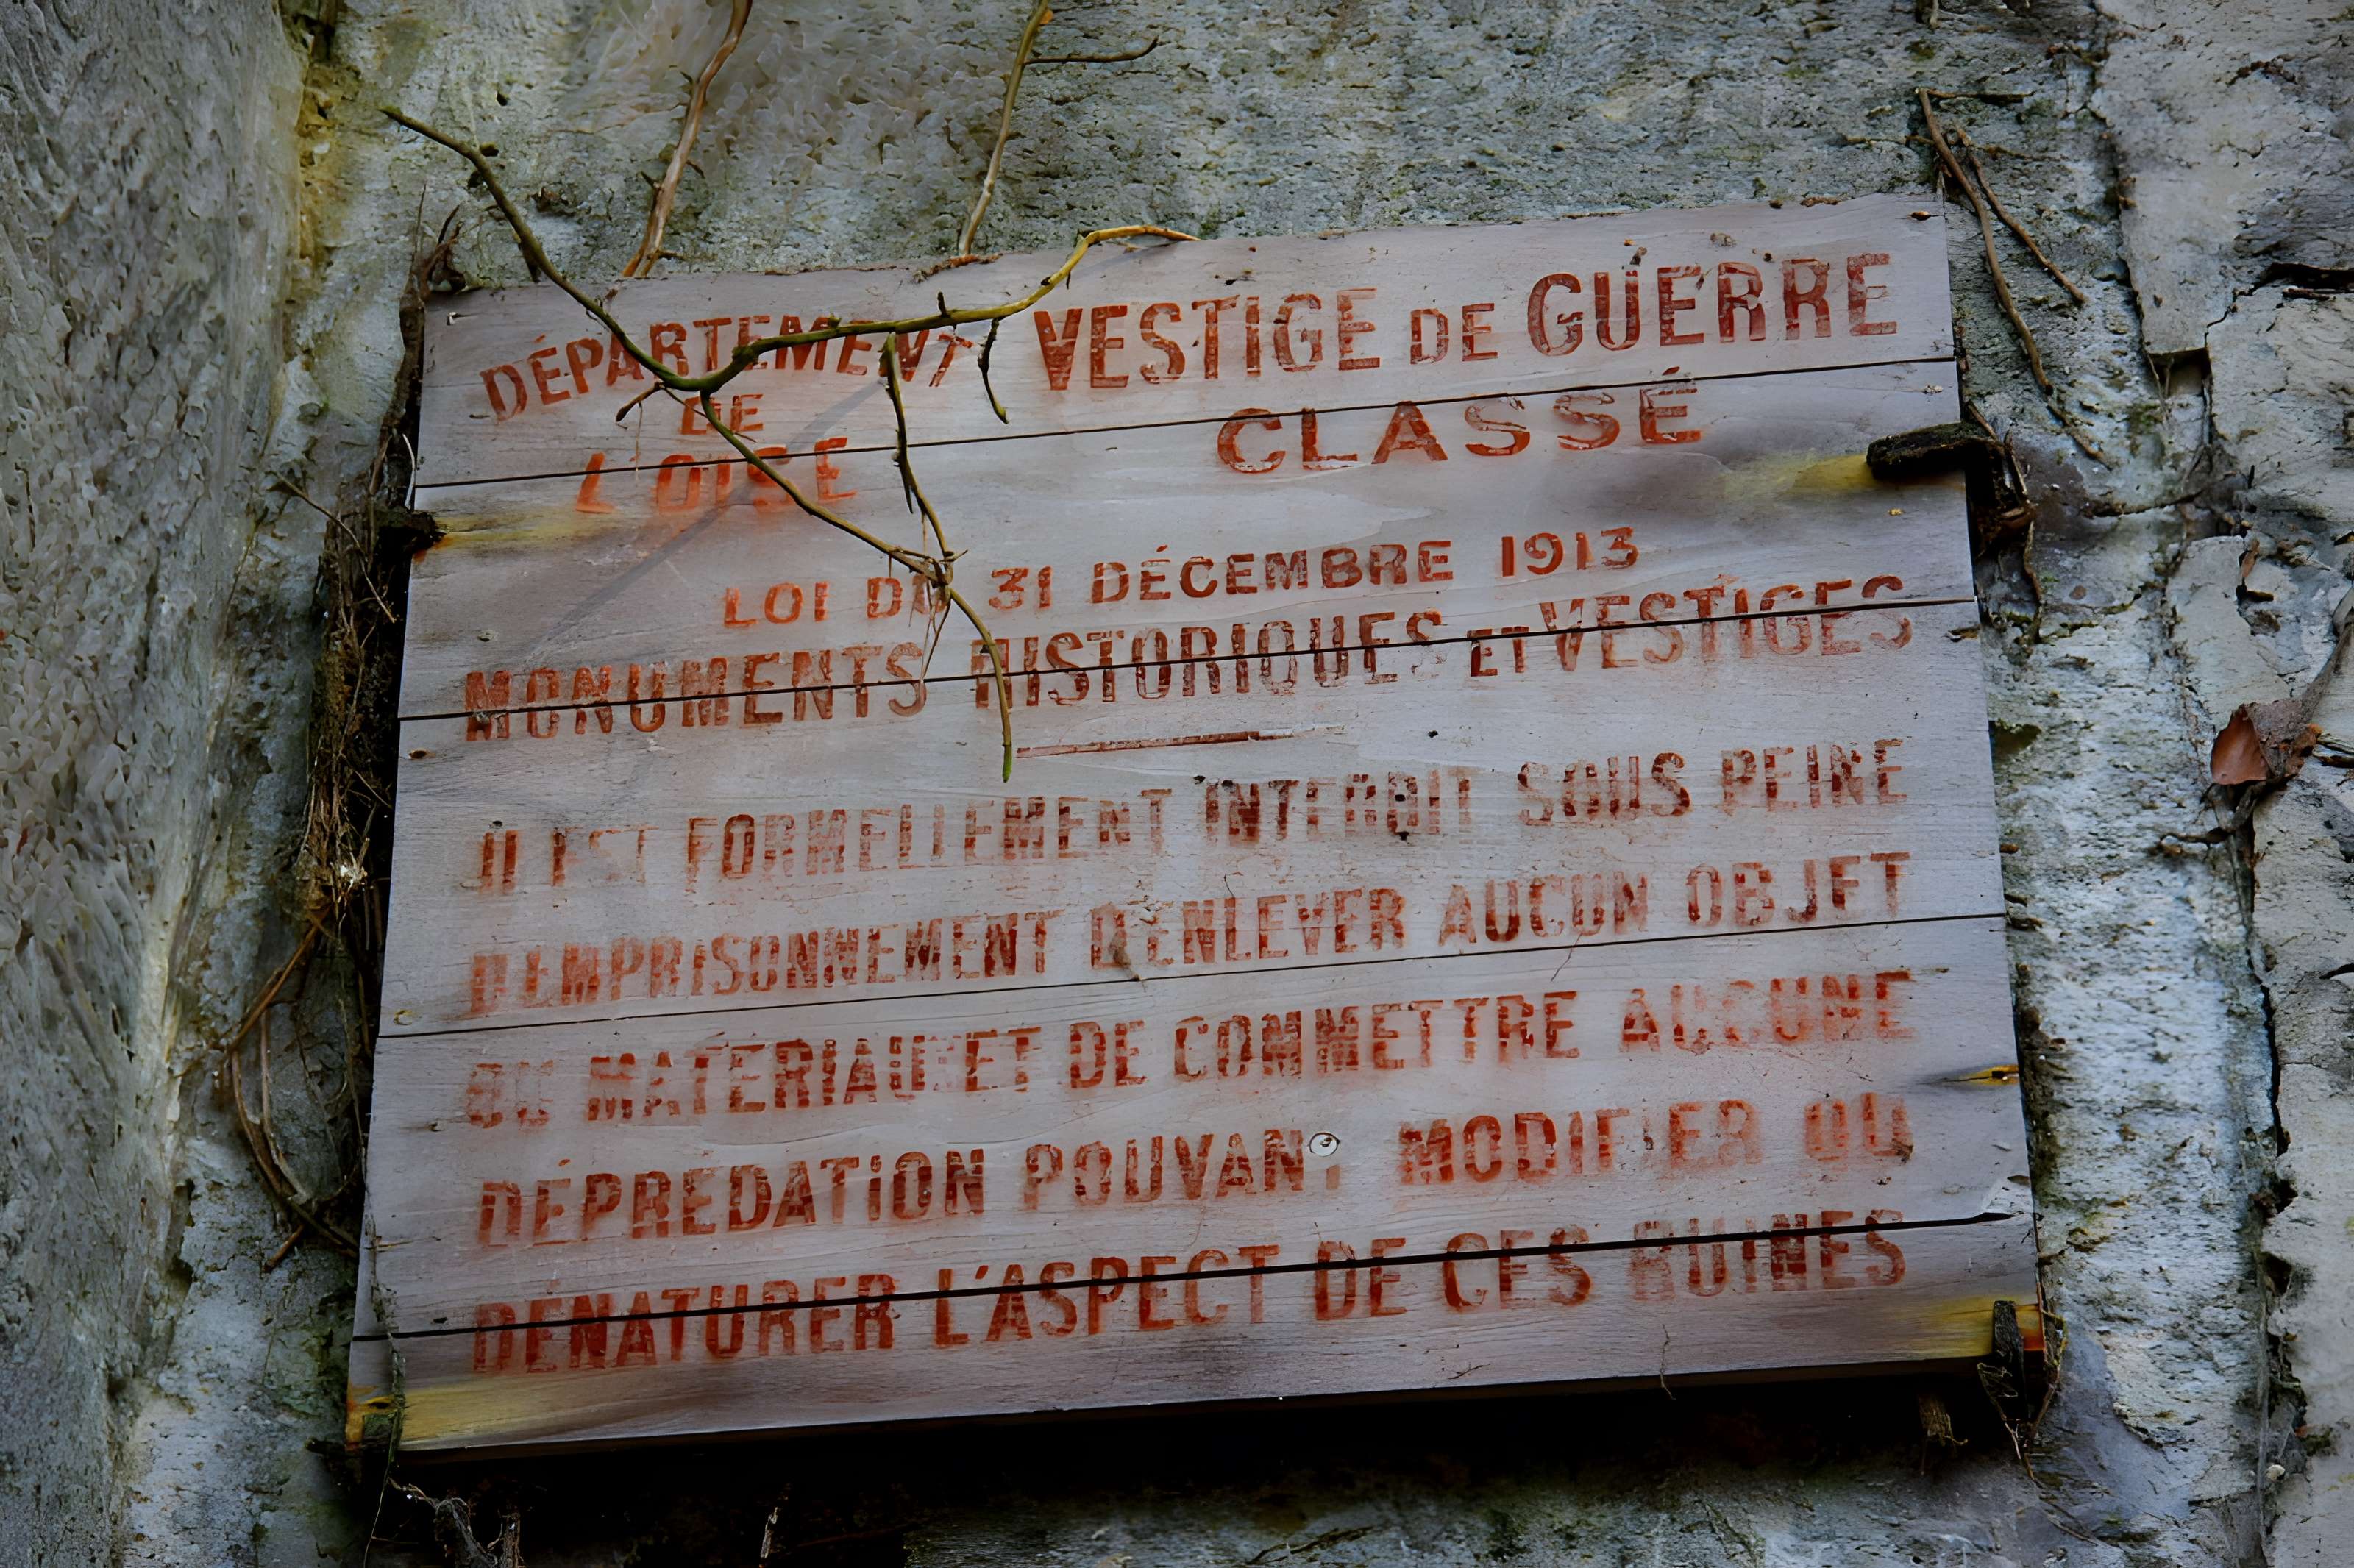 DÉPARTEMENT
DE
L'OISE
VESTIGE DE GUERRE
CLASSÉ
LOI DU 31 DÉCEMBRE 1913
MONUMENTS HISTORIQUES ET VESTIGES
IL EST FORMELLEMENT INTERDIT SOUS PEINE
D'EMPRISONNEMENT D'ENLEVER AUCUN OBJET
OU MATÉRIAU ET DE COMMETTRE AUCUNE
DÉPREDATION POUVANT MODIFIER OU
DENATURER L'ASPECT DE CES RUINES